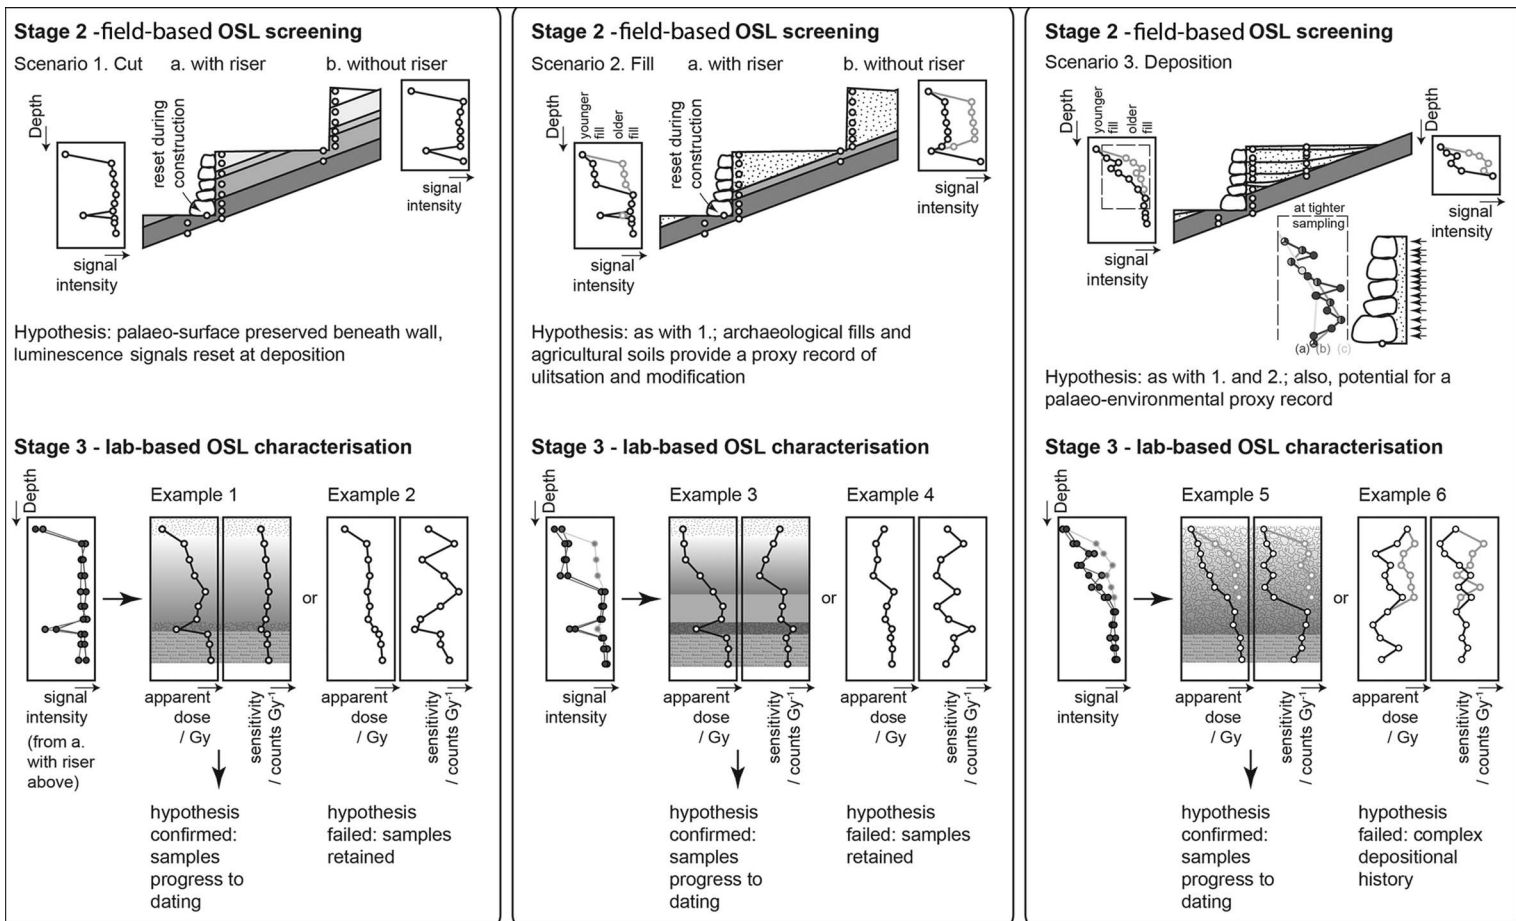 Stage 2 -field-based OSL screening
Scenario 1. Cut
a. with riser
b. without riser
Depth
reset during
construction
Depth
signal
intensity
signal
intensity
Hypothesis: palaeo-surface preserved beneath wall,
luminescence signals reset at deposition
Stage 3 - lab-based OSL characterisation
Depth
Example 1
Example 2
or
signal
intensity
(from a.
with riser
above)
apparent
dose
/ Gy
sensitivity
/ counts Gy⁻¹
apparent
dose
/ Gy
sensitivity
/ counts Gy⁻¹
hypothesis
confirmed:
samples
progress to
dating
hypothesis
failed: samples
retained
Stage 2 -field-based OSL screening
Scenario 2. Fill
a. with riser
b. without riser
Depth
younger
fill
older
fill
reset during
construction
Depth
signal
intensity
signal
intensity
Hypothesis: as with 1.; archaeological fills and
agricultural soils provide a proxy record of
ulitsation and modification
Stage 3 - lab-based OSL characterisation
Depth
Example 3
Example 4
or
signal
intensity
apparent
dose
/ Gy
sensitivity
/ counts Gy⁻¹
apparent
dose
/ Gy
sensitivity
/ counts Gy⁻¹
hypothesis
confirmed:
samples
progress to
dating
hypothesis
failed: samples
retained
Stage 2 -field-based OSL screening
Scenario 3. Deposition
Depth
younger
fill
older
fill
Depth
signal
intensity
signal
intensity
at tighter
sampling
(a) (b) (c)
Hypothesis: as with 1. and 2.; also, potential for a
palaeo-environmental proxy record
Stage 3 - lab-based OSL characterisation
Depth
Example 5
Example 6
or
signal
intensity
apparent
dose
/ Gy
sensitivity
/ counts Gy⁻¹
apparent
dose
/ Gy
sensitivity
/ counts Gy⁻¹
hypothesis
confirmed:
samples
progress to
dating
hypothesis
failed: complex
depositional
history